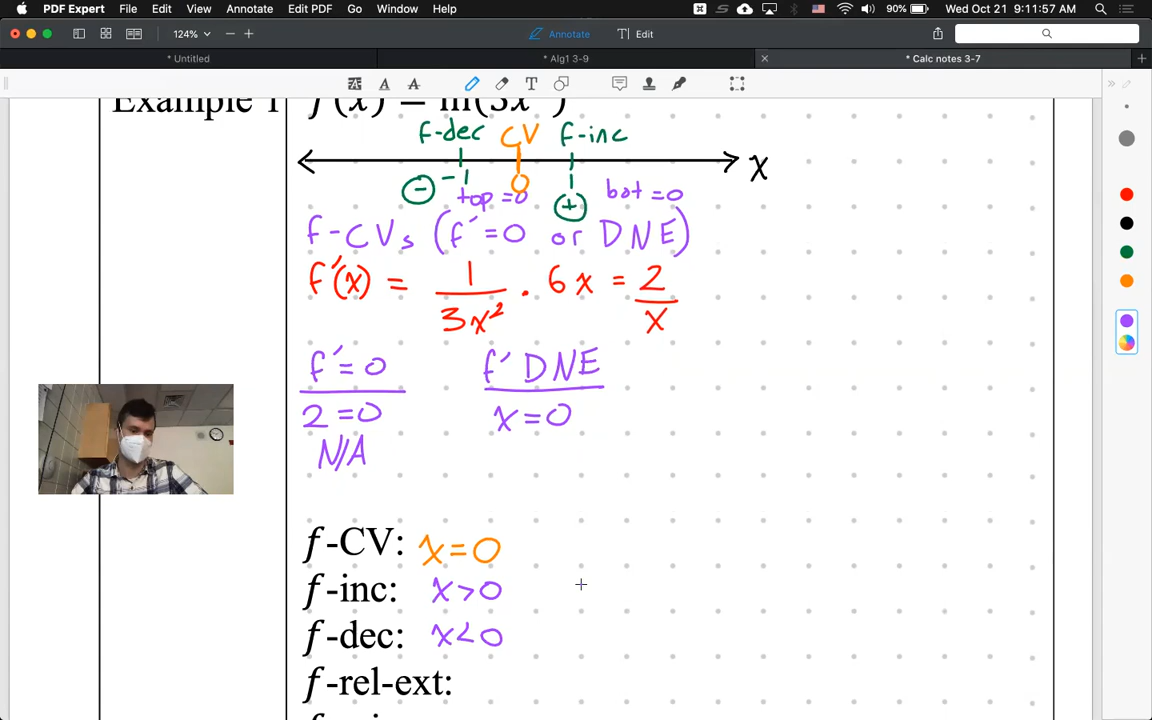 PDF Expert File Edit View Annotate Edit PDF Go Window Help 90% Wed Oct 21 9:11:57 AM
124% Annotate Edit
* Untitled * Alg1 3-9 * Calc notes 3-7
Example 1 f(x) = ln(3x²)
f-dec CV f-inc
x
- -1 0 +
top=0 bot=0
f-CVs (f'=0 or DNE)
f'(x) = 1/3x² · 6x = 2/x
f'=0 f' DNE
2=0 x=0
N/A
f-CV: x=0
f-inc: x>0
f-dec: x<0
f-rel-ext: